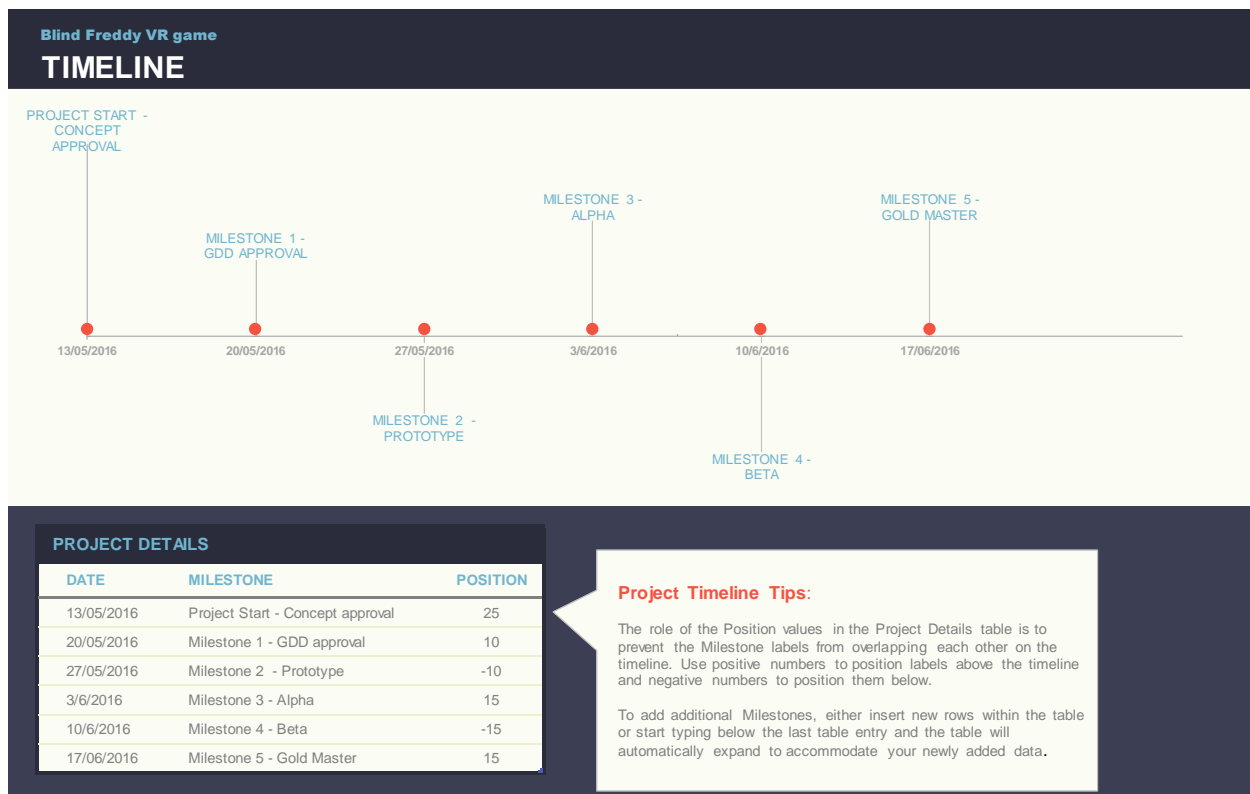 Blind Freddy VR game
TIMELINE
PROJECT START -
CONCEPT
APPROVAL
MILESTONE 1 -
GDD APPROVAL
MILESTONE 3 -
ALPHA
MILESTONE 5 -
GOLD MASTER
13/05/2016 20/05/2016 27/05/2016 3/6/2016 10/6/2016 17/06/2016
MILESTONE 2 -
PROTOTYPE
MILESTONE 4 -
BETA
PROJECT DETAILS
DATE MILESTONE POSITION
13/05/2016 Project Start - Concept approval 25
20/05/2016 Milestone 1 - GDD approval 10
27/05/2016 Milestone 2 - Prototype -10
3/6/2016 Milestone 3 - Alpha 15
10/6/2016 Milestone 4 - Beta -15
17/06/2016 Milestone 5 - Gold Master 15
Project Timeline Tips:
The role of the Position values in the Project Details table is to
prevent the Milestone labels from overlapping each other on the
timeline. Use positive numbers to position labels above the timeline
and negative numbers to position them below.
To add additional Milestones, either insert new rows within the table
or start typing below the last table entry and the table will
automatically expand to accommodate your newly added data.